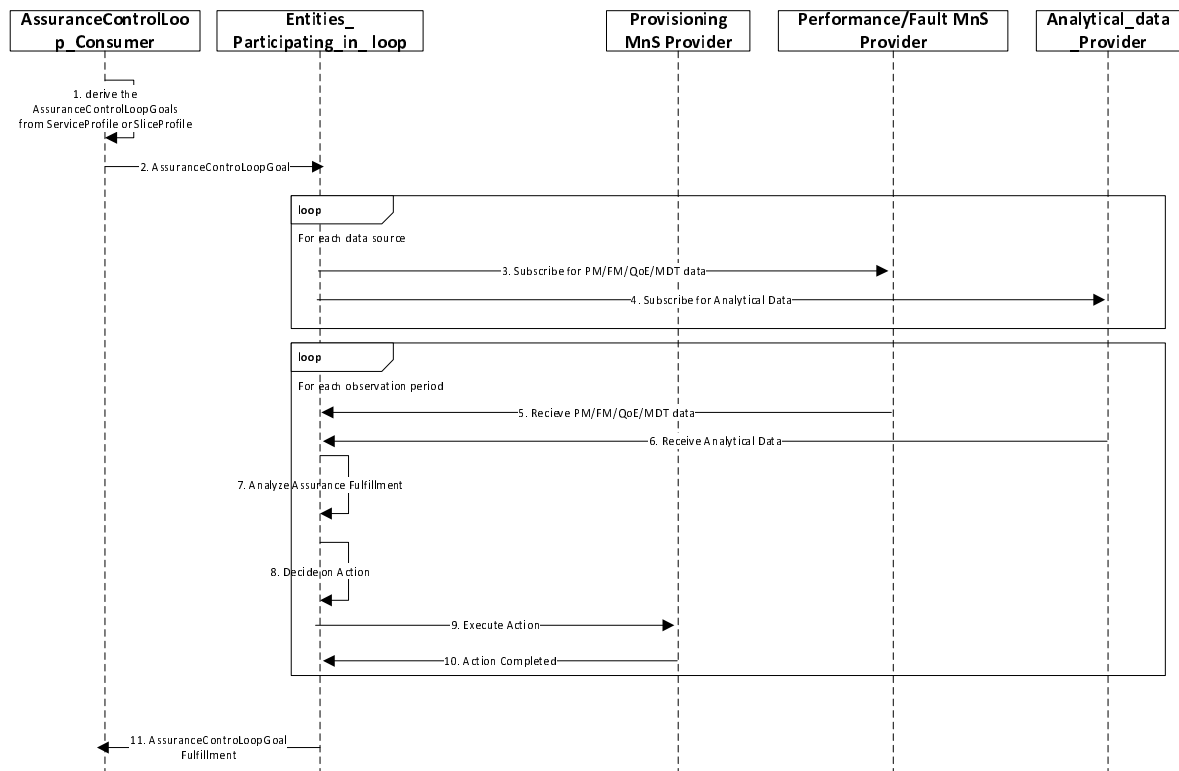 AssuranceControlLoo
p_Consumer
Entities_
Participating_in_ loop
Provisioning
MnS Provider
Performance/Fault MnS
Provider
Analytical_data
_Provider
1. derive the
AssuranceControlLoopGoals
from ServiceProfile or SliceProfile
2. AssuranceControLoopGoal
loop
For each data source
3. Subscribe for PM/FM/QoE/MDT data
4. Subscribe for Analytical Data
loop
For each observation period
5. Recieve PM/FM/QoE/MDT data
6. Receive Analytical Data
7. Analyze Assurance Fulfillment
8. Decide on Action
9. Execute Action
10. Action Completed
11. AssuranceControLoopGoal
Fulfillment